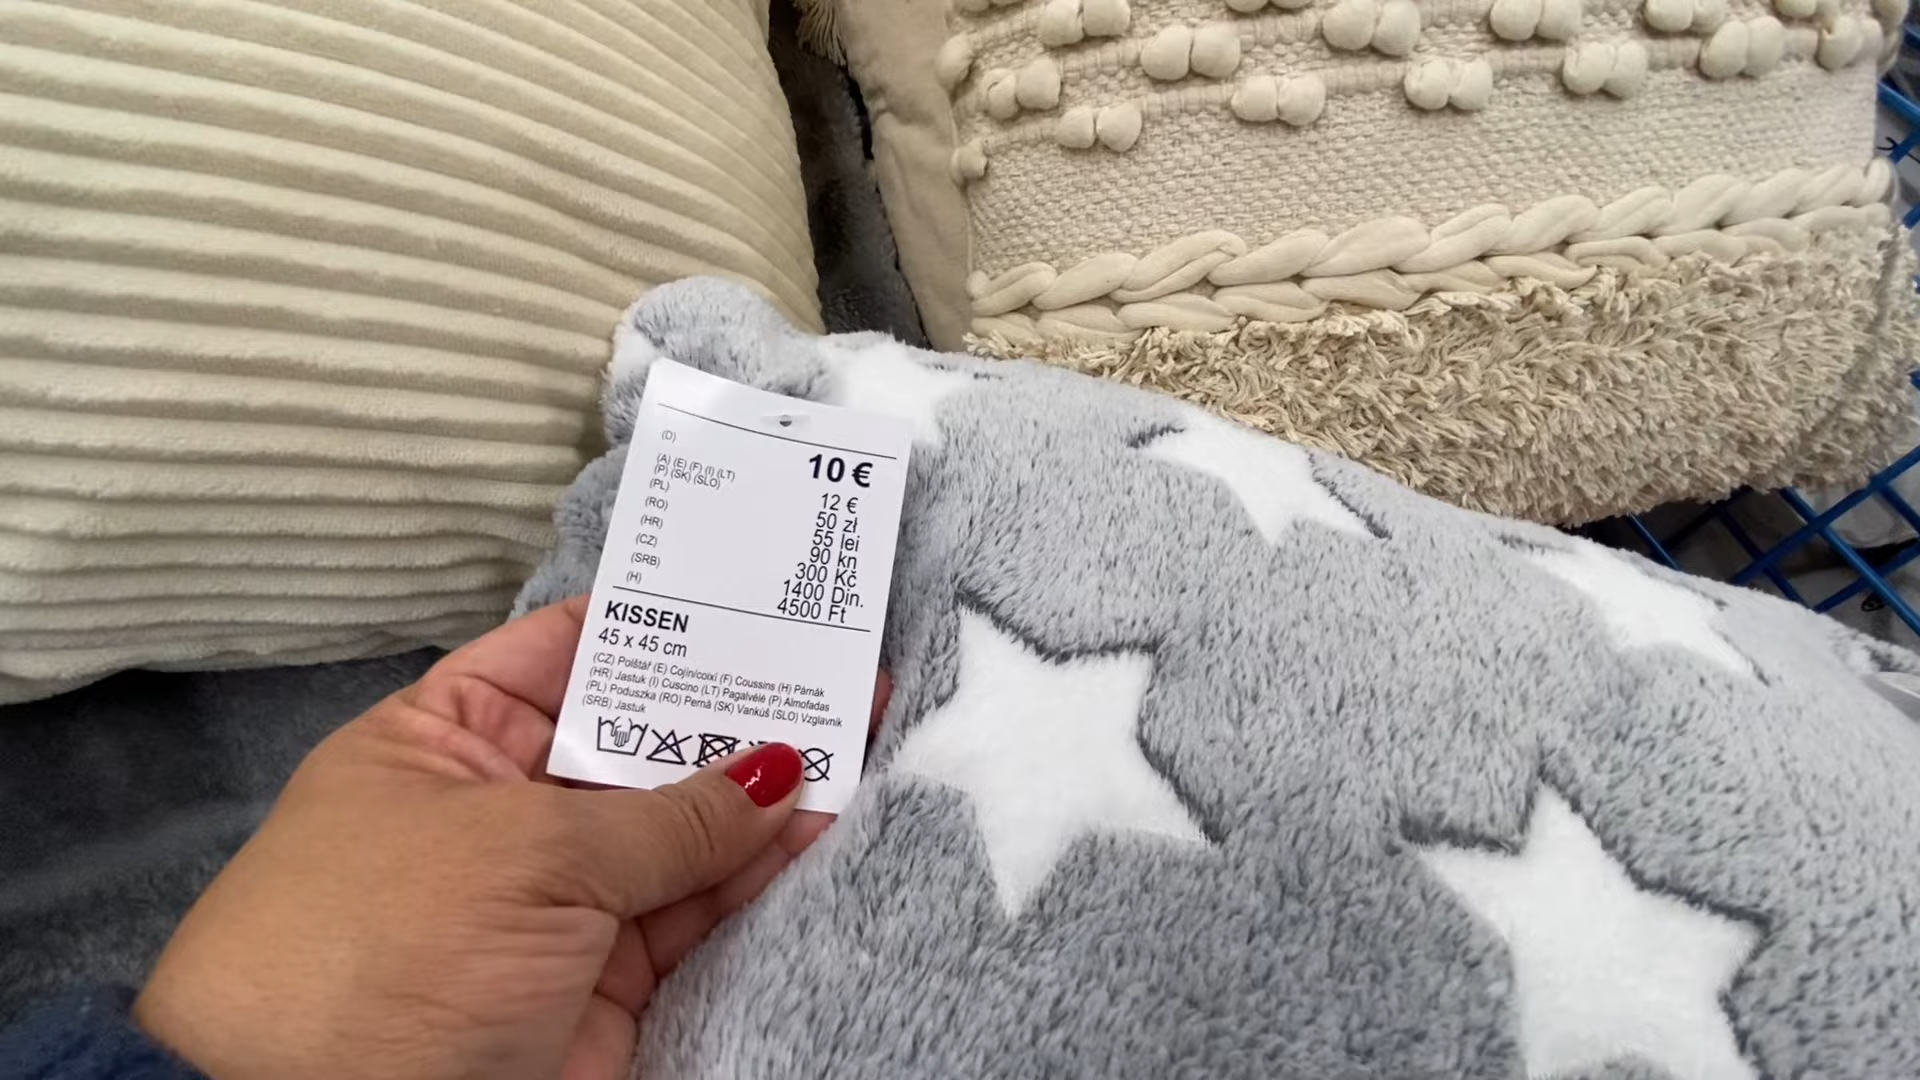 (D) 10 €
(A) (E) (F) (I) (LT)
(P) (SK) (SLO) 12 €
(PL) 50 zł
(RO) 55 lei
(HR) 90 kn
(CZ) 300 Kč
(SRB) 1400 Din.
(H) 4500 Ft
KISSEN
45 x 45 cm
(CZ) Polštář (E) Cojin/coixí (F) Coussins (H) Párnák
(HR) Jastuk (I) Cuscino (LT) Pagalvėlė (P) Almofadas
(PL) Poduszka (RO) Pernă (SK) Vankúš (SLO) Vzglavnik
(SRB) Jastuk